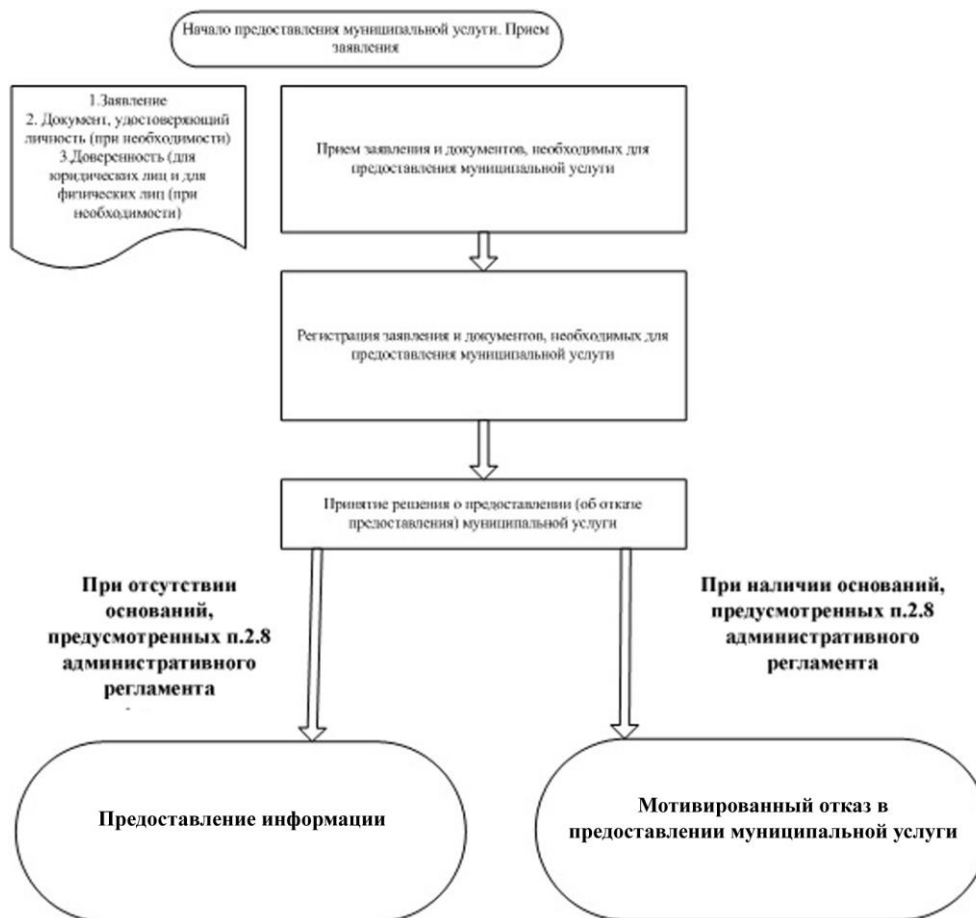 Начало предоставления муниципальной услуги. Прием
заявления
1.Заявление
2. Документ, удостоверяющий
личность (при необходимости)
3.Доверенность (для
юридических лиц и для
физических лиц (при
необходимости)
Прием заявления и документов, необходимых для
предоставления муниципальной услуги
Регистрация заявления и документов, необходимых для
предоставления муниципальной услуги
Принятие решения о предоставлении (об отказе
предоставления) муниципальной услуги
При отсутствии
оснований,
предусмотренных п.2.8
административного
регламента
При наличии оснований,
предусмотренных п.2.8
административного
регламента
Предоставление информации
Мотивированный отказ в
предоставлении муниципальной услуги